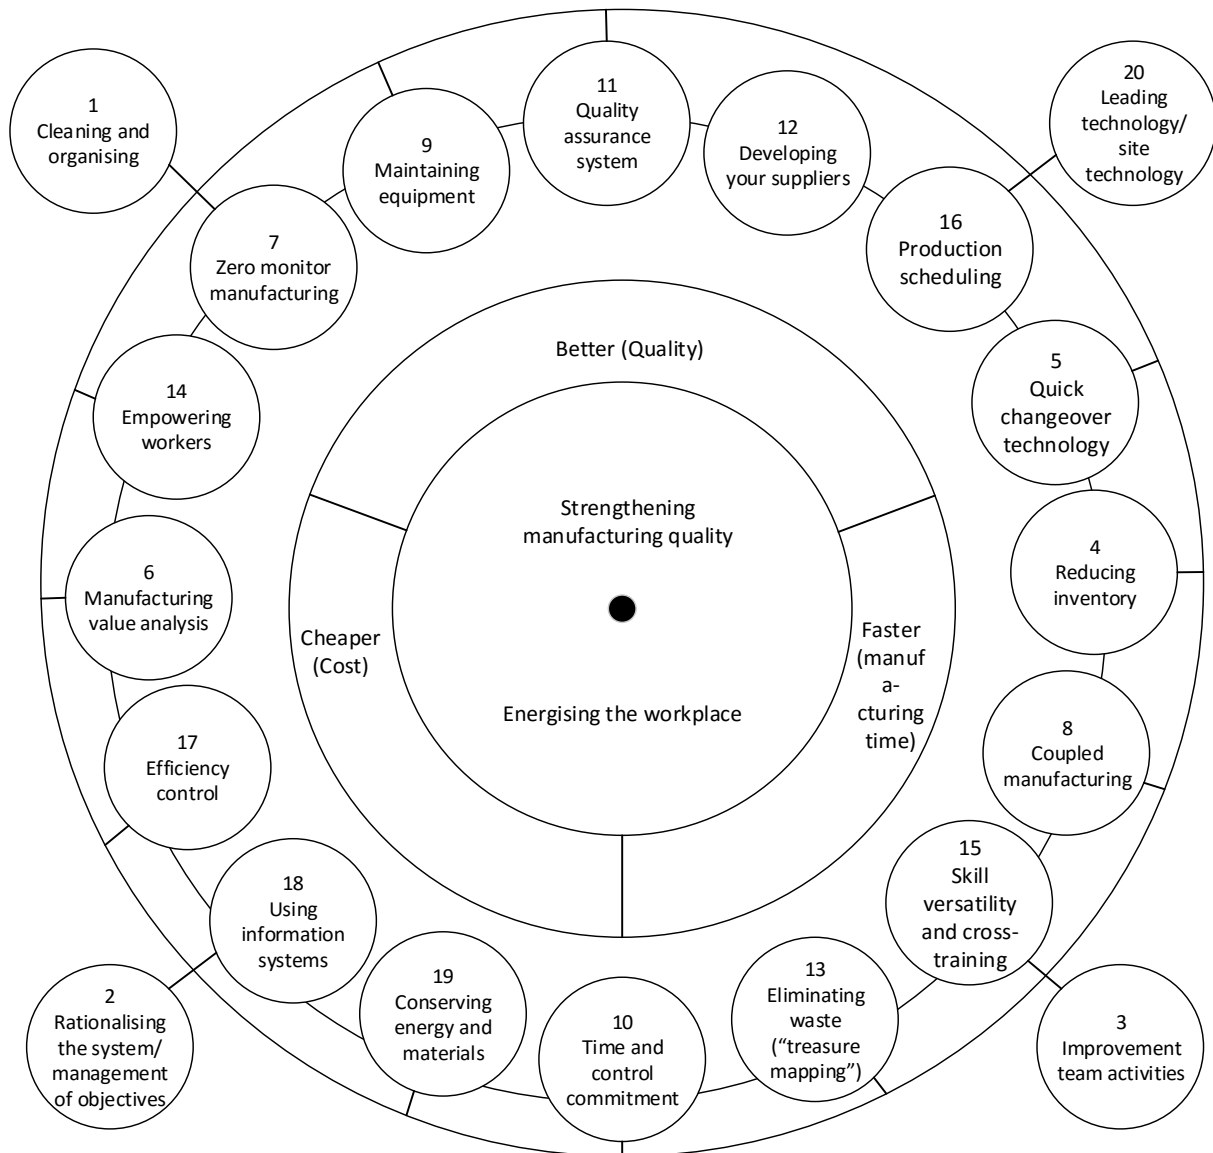 1
Cleaning and
organising
7
Zero monitor
manufacturing
9
Maintaining
equipment
11
Quality
assurance
system
12
Developing
your suppliers
16
Production
scheduling
20
Leading
technology/
site
technology
14
Empowering
workers
5
Quick
changeover
technology
6
Manufacturing
value analysis
4
Reducing
inventory
17
Efficiency
control
8
Coupled
manufacturing
18
Using
information
systems
15
Skill
versatility
and cross-
training
19
Conserving
energy and
materials
10
Time and
control
commitment
13
Eliminating
waste
(“treasure
mapping”)
2
Rationalising
the system/
management
of objectives
3
Improvement
team activities
Better (Quality)
Cheaper
(Cost)
Faster
(manuf
a-
cturing
time)
Strengthening
manufacturing quality
Energising the workplace